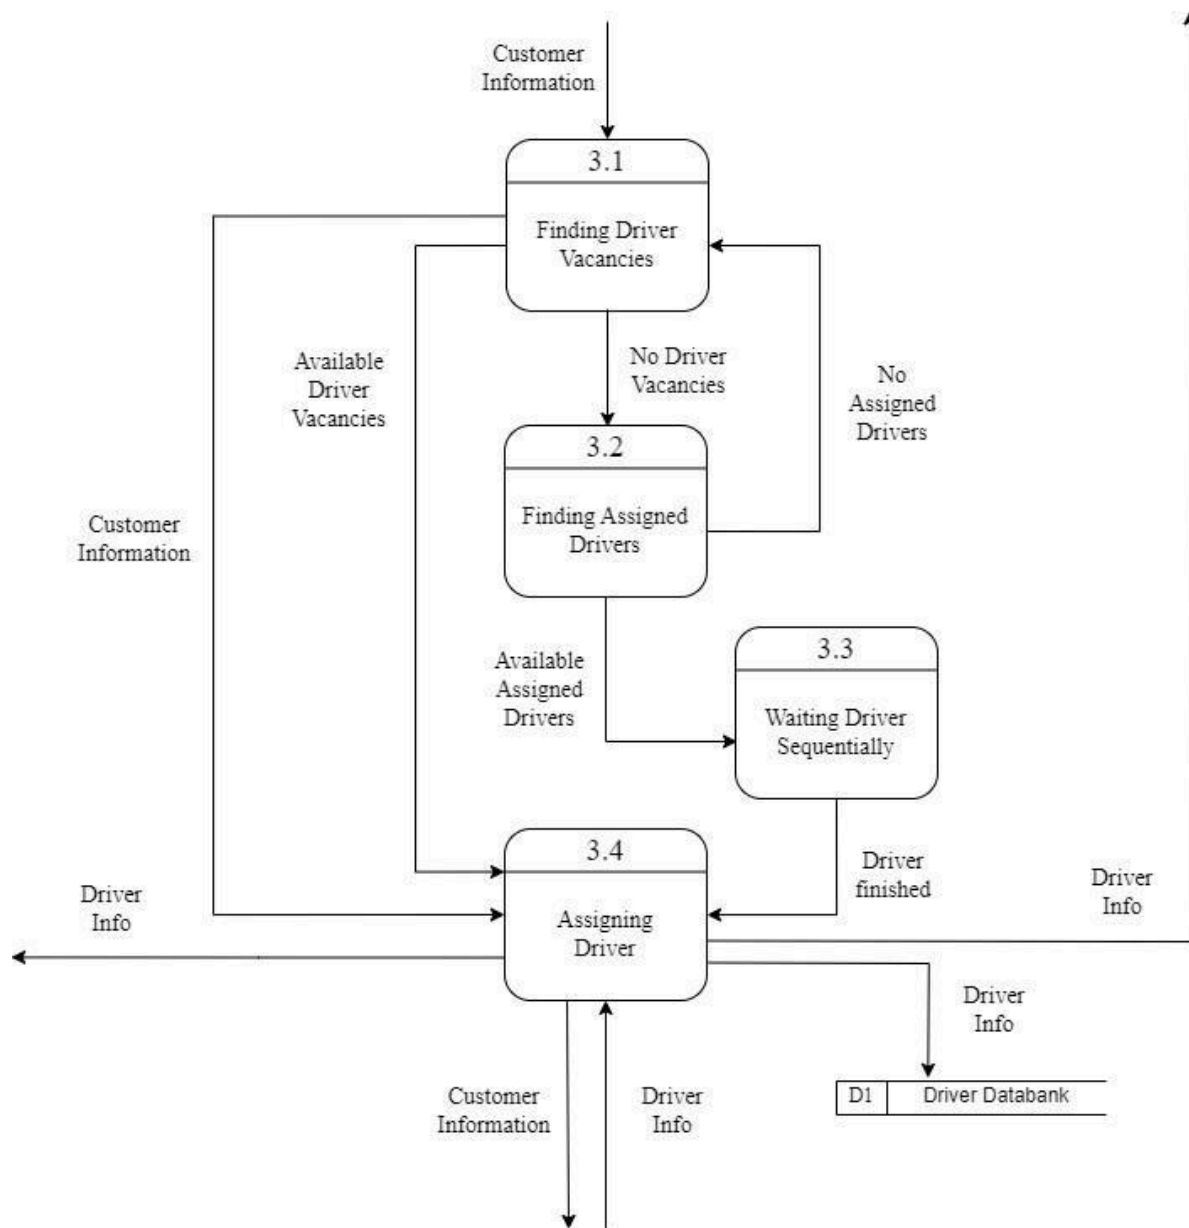 Customer
Information
3.1
Finding Driver
Vacancies
Available
Driver
Vacancies
No Driver
Vacancies
No
Assigned
Drivers
3.2
Finding Assigned
Drivers
Customer
Information
3.3
Waiting Driver
Sequentially
Available
Assigned
Drivers
3.4
Assigning
Driver
Driver
finished
Driver
Info
Driver
Info
Driver
Info
Customer
Information
Driver
Info
D1 Driver Databank